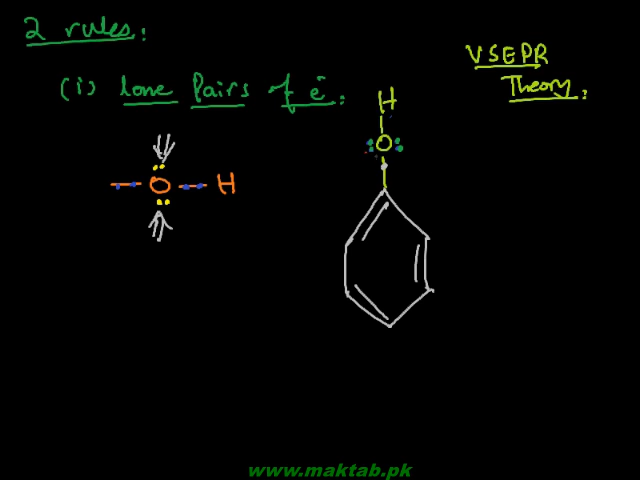 2 rules:
VSEPR
Theory.
(i) lone Pairs of e:
H
O
O H
www.maktab.pk